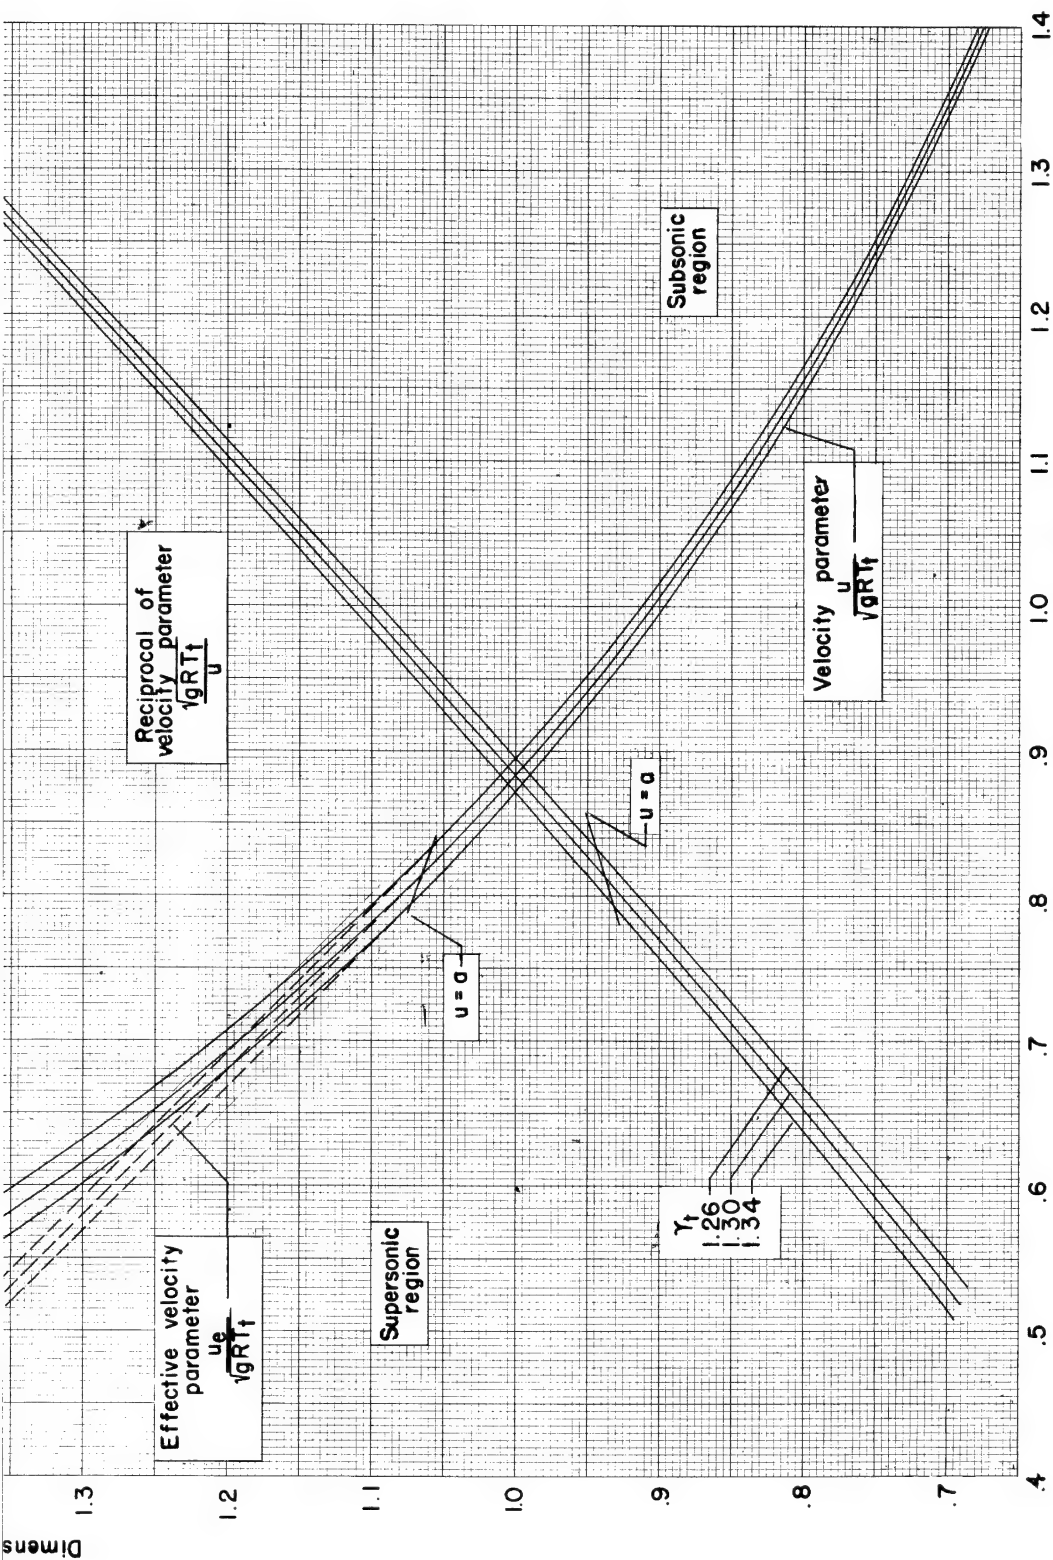 Dimens
1.3
1.2
1.1
1.0
.9
.8
.7
.4
.5
.6
.7
.8
.9
1.0
1.1
1.2
1.3
1.4
Effective velocity
parameter
ue
√gRTt
Reciprocal of
velocity parameter
√gRTt
u
Supersonic
region
Subsonic
region
u = a
u = a
γt
1.26
1.30
1.34
Velocity parameter
u
√gRTt